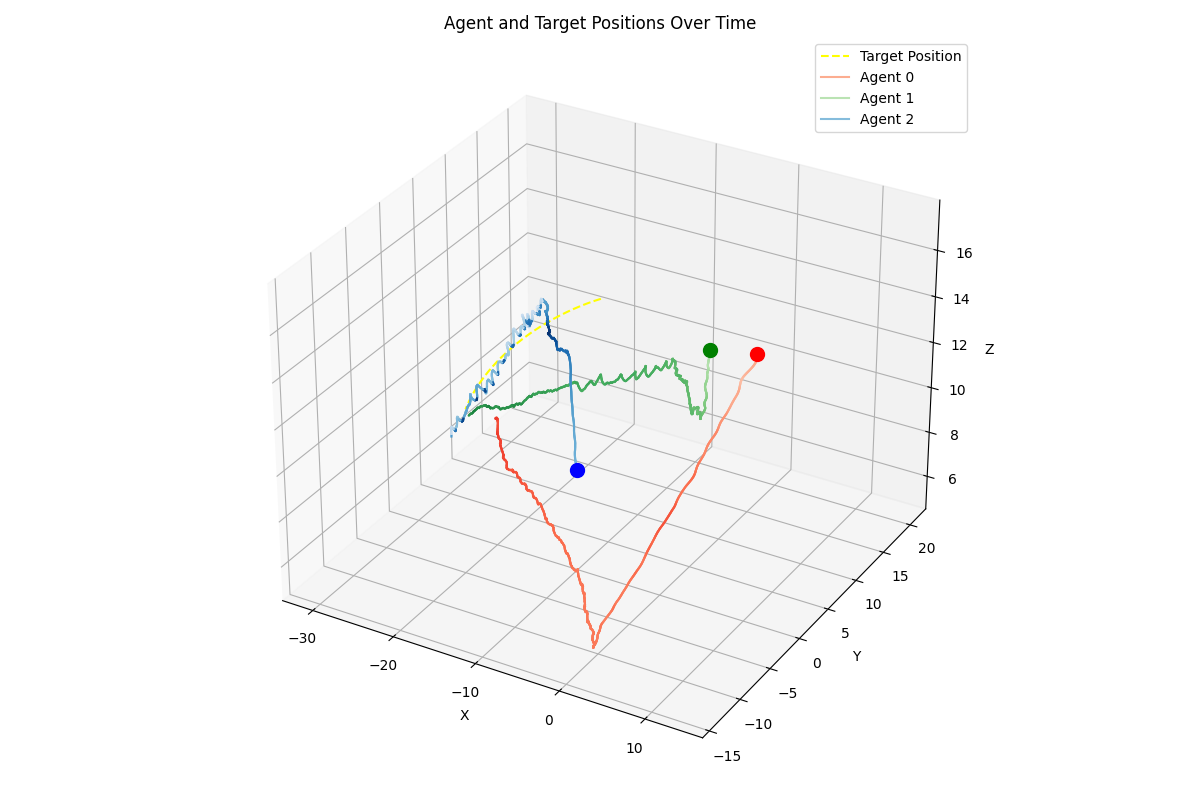 Agent and Target Positions Over Time
Target Position
Agent 0
Agent 1
Agent 2
16
14
12
10
8
6
Z
20
15
10
5
0
−5
−10
−15
Y
−30
−20
−10
0
10
X